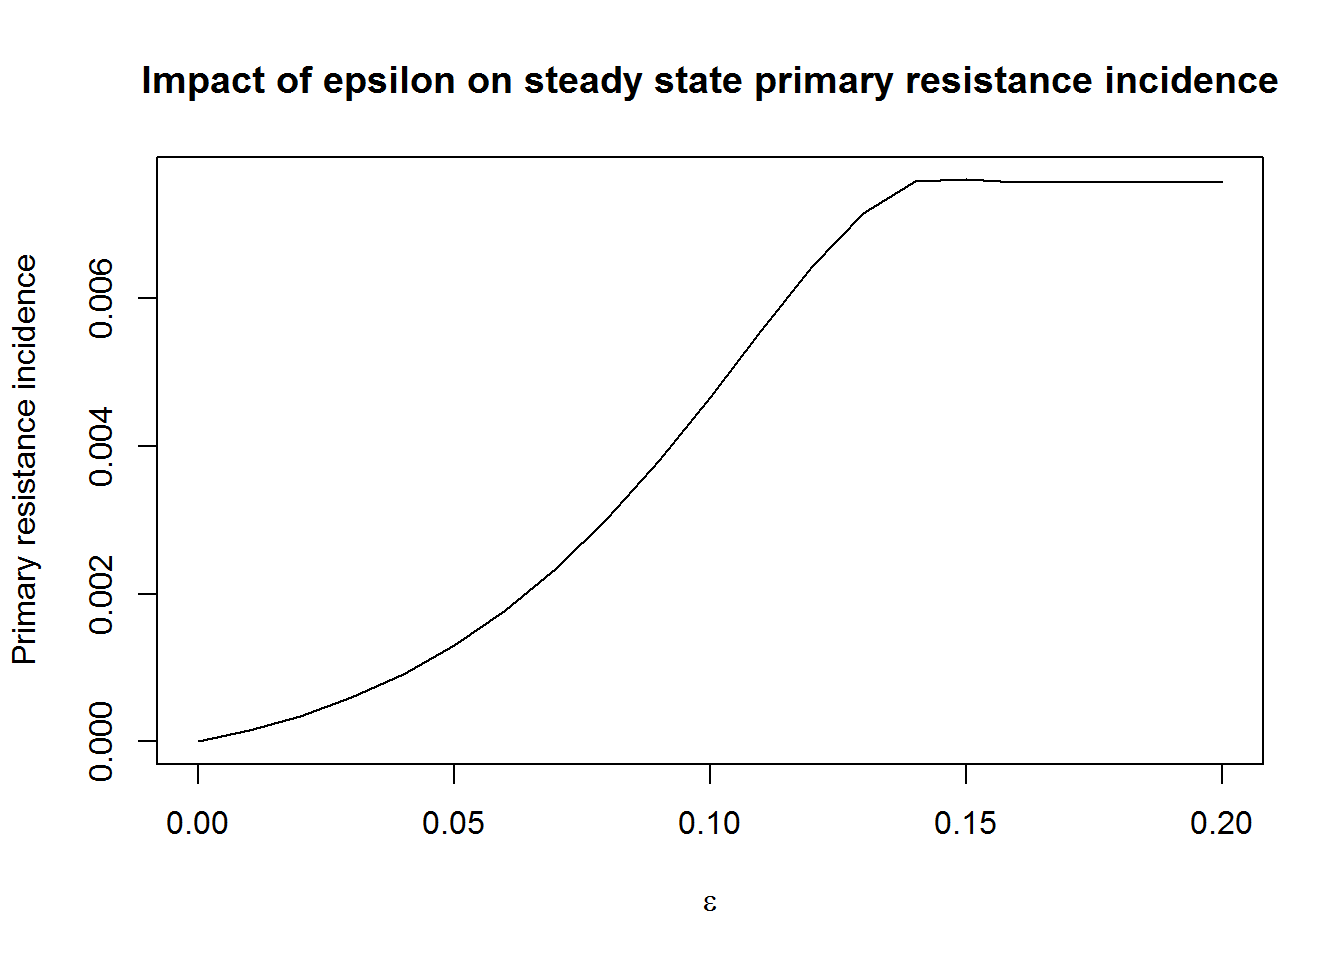 Impact of epsilon on steady state primary resistance incidence
Primary resistance incidence
0.006
0.004
0.002
0.000
0.00 0.05 0.10 0.15 0.20
ε